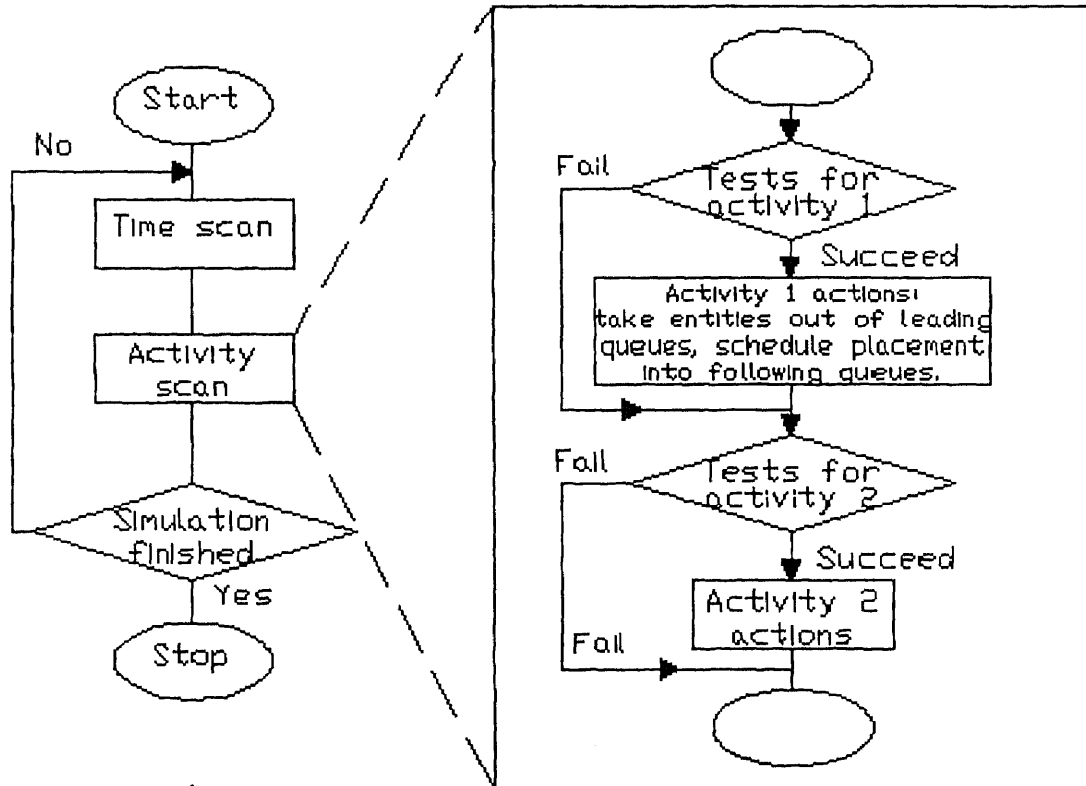 Start
No
Time scan
Activity
scan
Simulation
finished
Yes
Stop
Fail
Tests for
activity 1
Succeed
Activity 1 actions:
take entities out of leading
queues, schedule placement
into following queues.
Fail
Tests for
activity 2
Succeed
Activity 2
actions
Fail